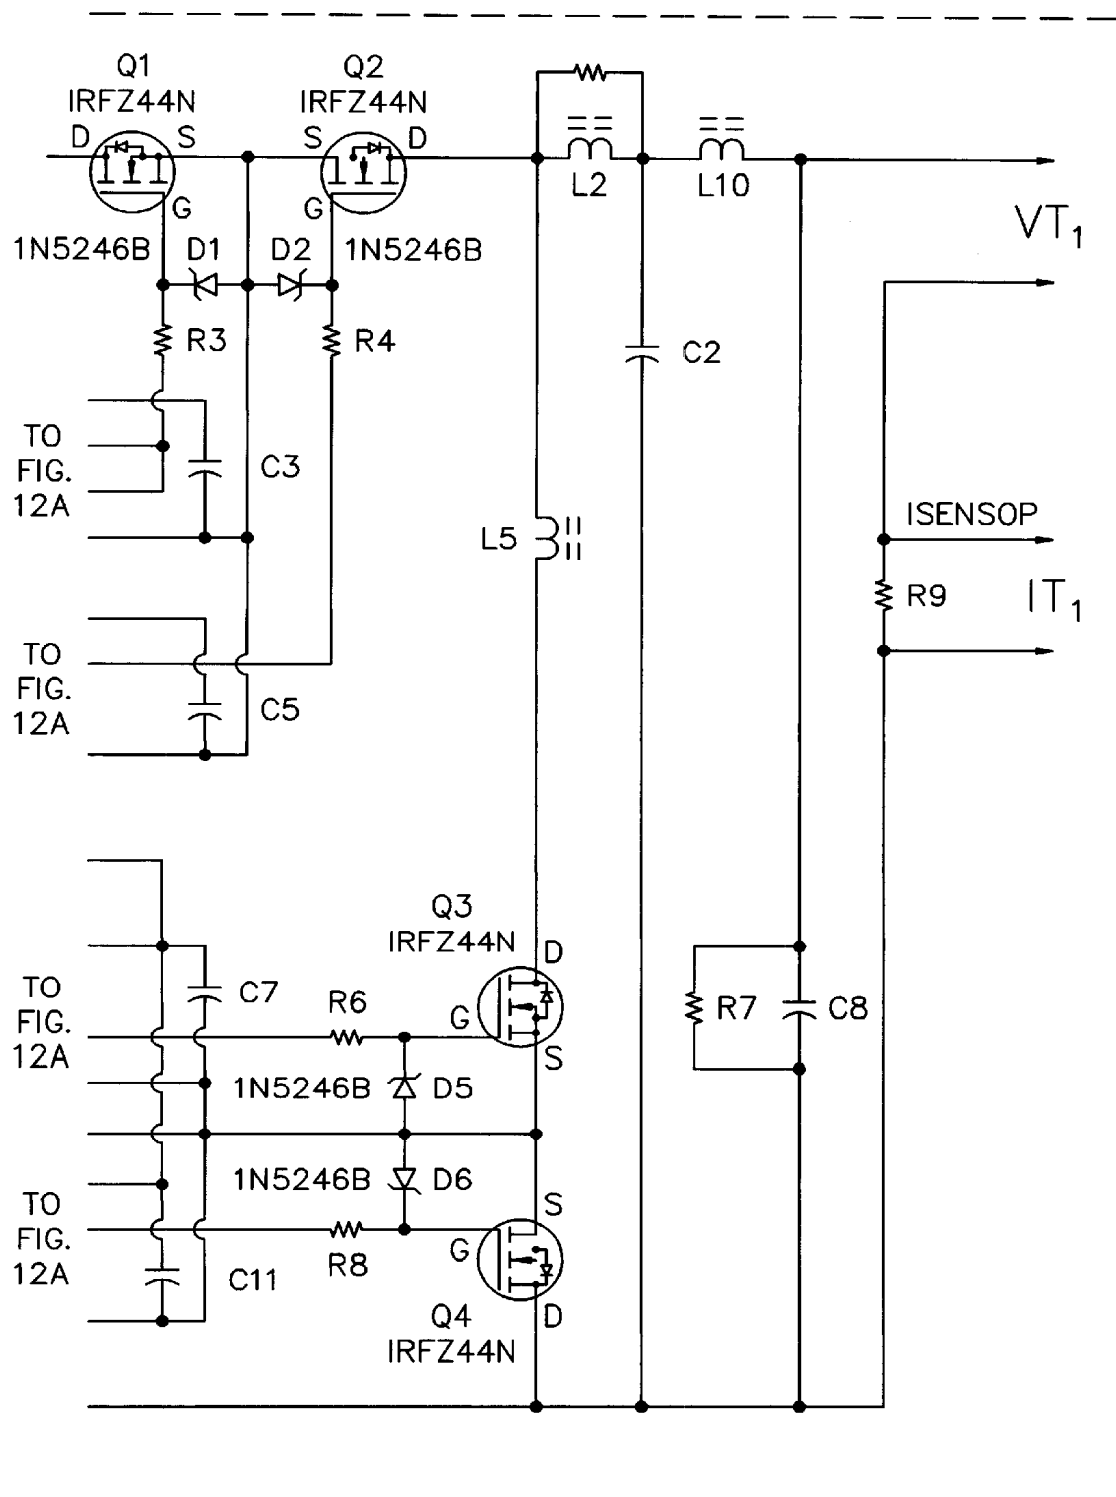 Q1
IRFZ44N
Q2
IRFZ44N
D
S
S
D
L2
L10
G
G
VT1
1N5246B
D1
D2
1N5246B
R3
R4
C2
TO
FIG.
12A
C3
ISENSOP
L5
R9
IT1
TO
FIG.
12A
C5
Q3
IRFZ44N
D
TO
FIG.
12A
C7
R6
G
R7
C8
S
1N5246B
D5
1N5246B
D6
S
TO
FIG.
12A
C11
R8
G
Q4
IRFZ44N
D